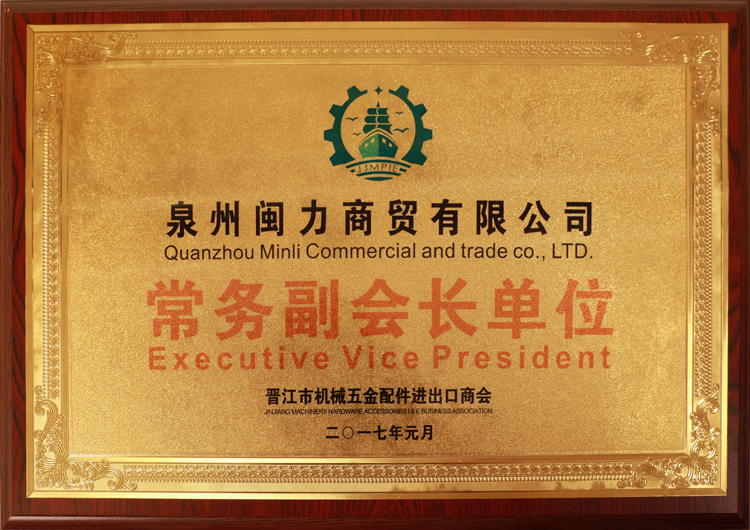 JJMPIE
泉州闽力商贸有限公司
Quanzhou Minli Commercial and trade co., LTD.
常务副会长单位
Executive Vice President
晋江市机械五金配件进出口商会
JINJIANG MACHINERY HARDWARE ACCESSORIES I & E BUSINESS ASSOCIATION
二〇一七年元月